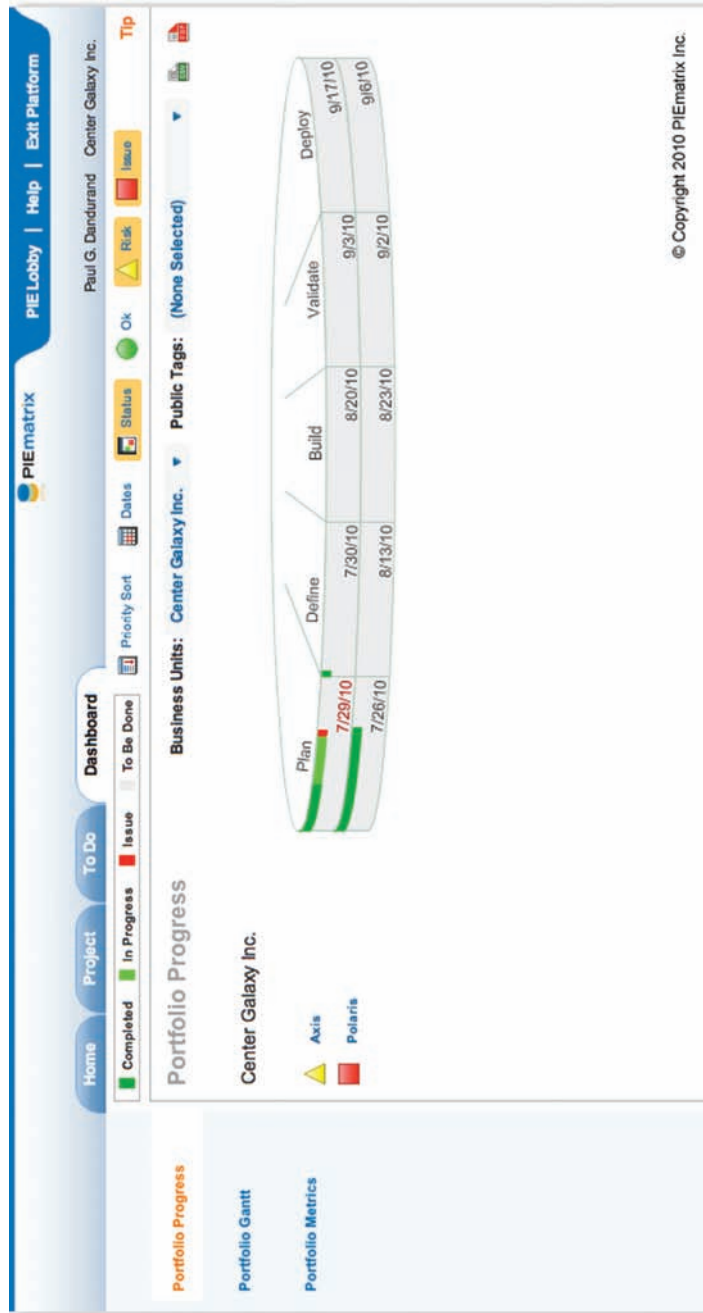 PIE Lobby | Help | Exit Platform
PIEmatrix
Paul G. Dandurand Center Galaxy Inc.
Home Project To Do Dashboard
Completed In Progress Issue To Be Done Priority Sort Dates Status Ok Risk Issue Tip
Portfolio Progress
Portfolio Gantt
Portfolio Metrics
Portfolio Progress Business Units: Center Galaxy Inc. Public Tags: (None Selected)
Center Galaxy Inc.
Plan Define Build Validate Deploy
Axis 7/29/10 7/30/10 8/20/10 9/3/10 9/17/10
Polaris 7/26/10 8/13/10 8/23/10 9/2/10 9/6/10
© Copyright 2010 PIEmatrix Inc.